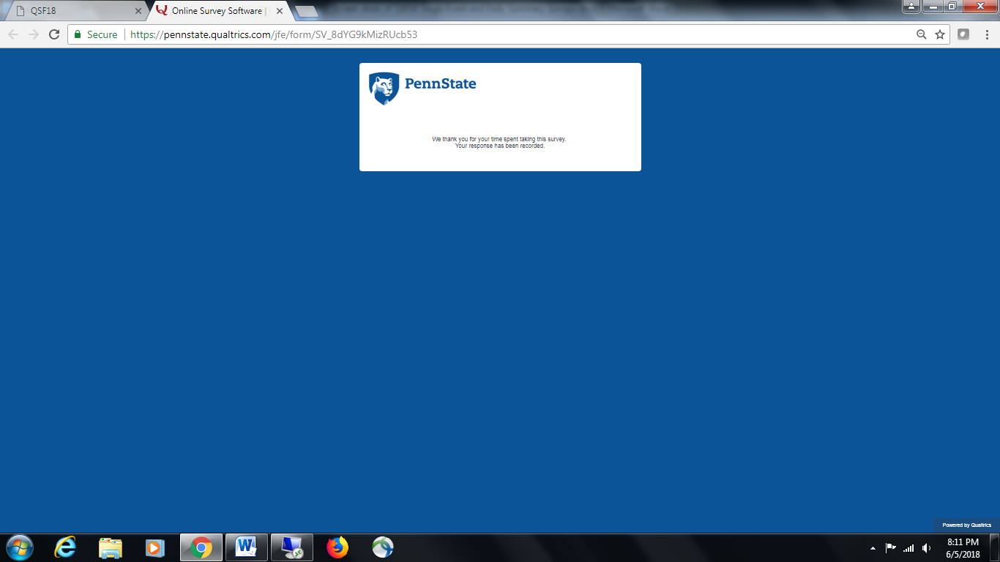 QSF18
Online Survey Software |
Secure
https://pennstate.qualtrics.com/jfe/form/SV_8dYG9kMizRUcb53
PennState
We thank you for your time spent taking this survey.
Your response has been recorded.
Powered by Qualtrics
8:11 PM
6/5/2018